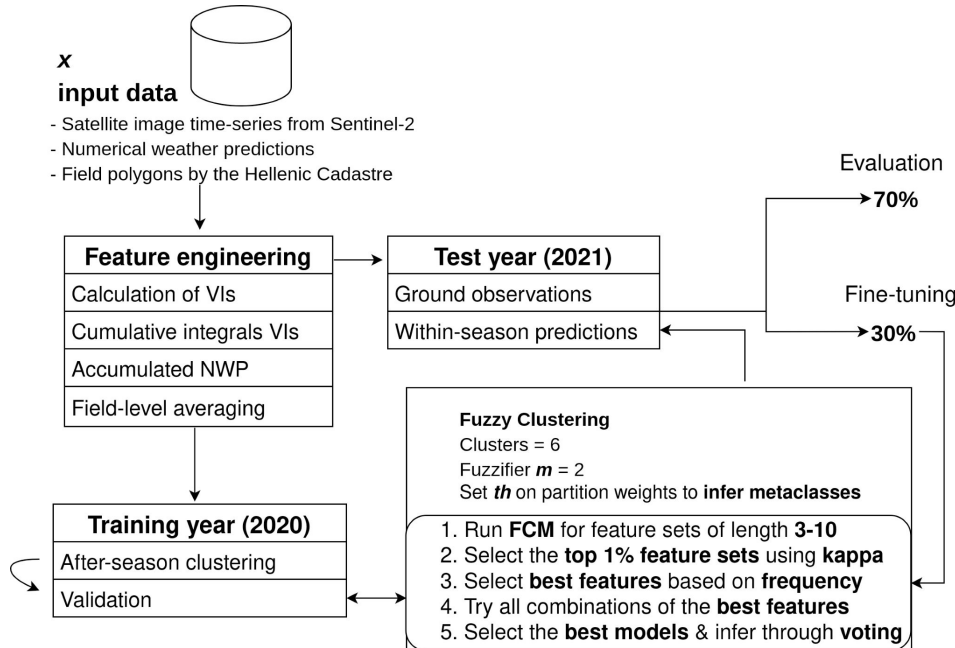 x
input data
- Satellite image time-series from Sentinel-2
- Numerical weather predictions
- Field polygons by the Hellenic Cadastre
Evaluation
70%
Feature engineering
Calculation of VIs
Cumulative integrals VIs
Accumulated NWP
Field-level averaging
Test year (2021)
Ground observations
Within-season predictions
Fine-tuning
30%
Fuzzy Clustering
Clusters = 6
Fuzzifier m = 2
Set th on partition weights to infer metaclasses
Training year (2020)
After-season clustering
Validation
1. Run FCM for feature sets of length 3-10
2. Select the top 1% feature sets using kappa
3. Select best features based on frequency
4. Try all combinations of the best features
5. Select the best models & infer through voting